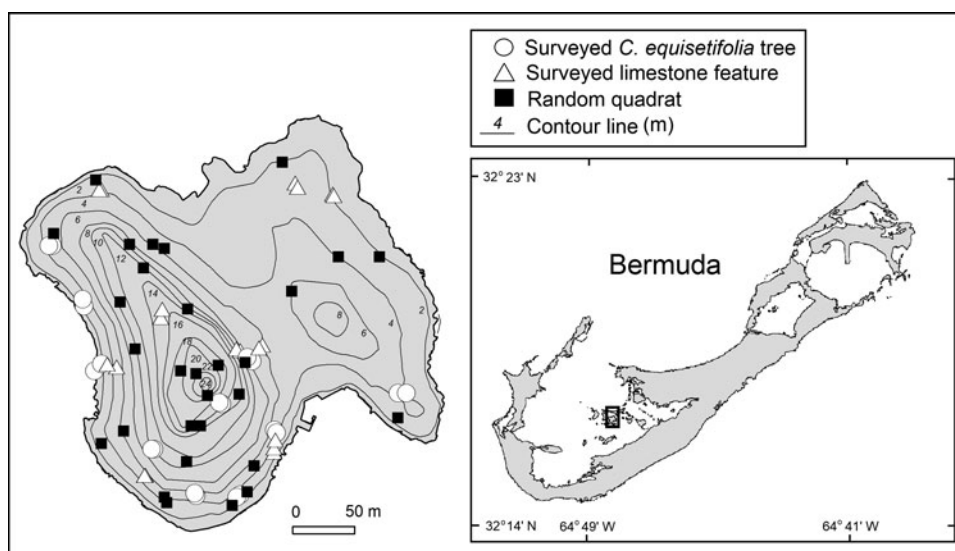 Surveyed C. equisetifolia tree
Surveyed limestone feature
Random quadrat
4 Contour line (m)
2
4
6
8
10
12
14
16
18
20
22
24
8
6
4
2
0 50 m
32° 23' N
Bermuda
32° 14' N
64° 49' W 64° 41' W